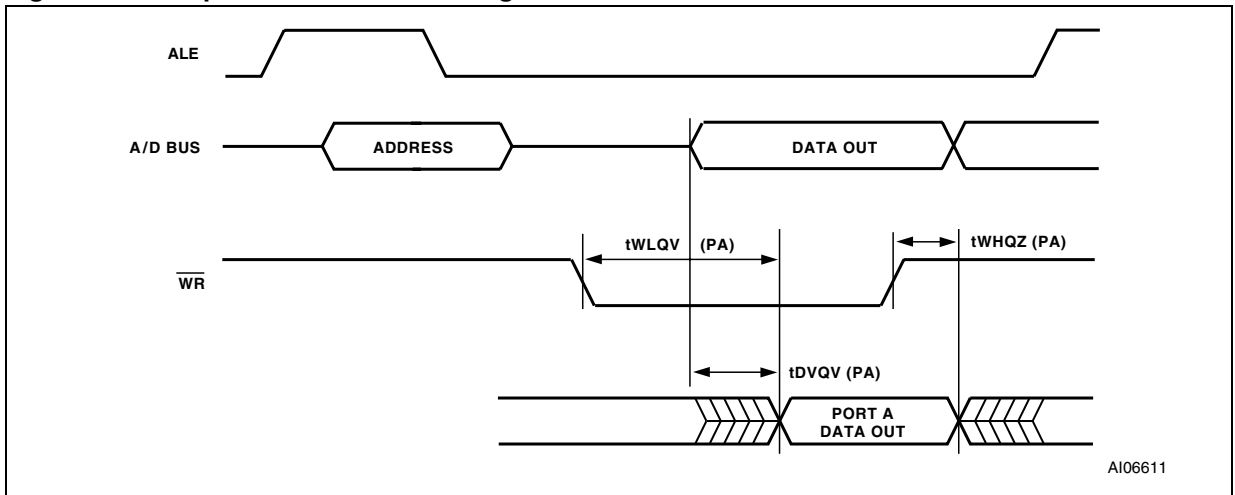 ALE
A/D BUS
ADDRESS
DATA OUT
tWLQV (PA)
tWHQZ (PA)
WR
tDVQV (PA)
PORT A
DATA OUT
AI06611